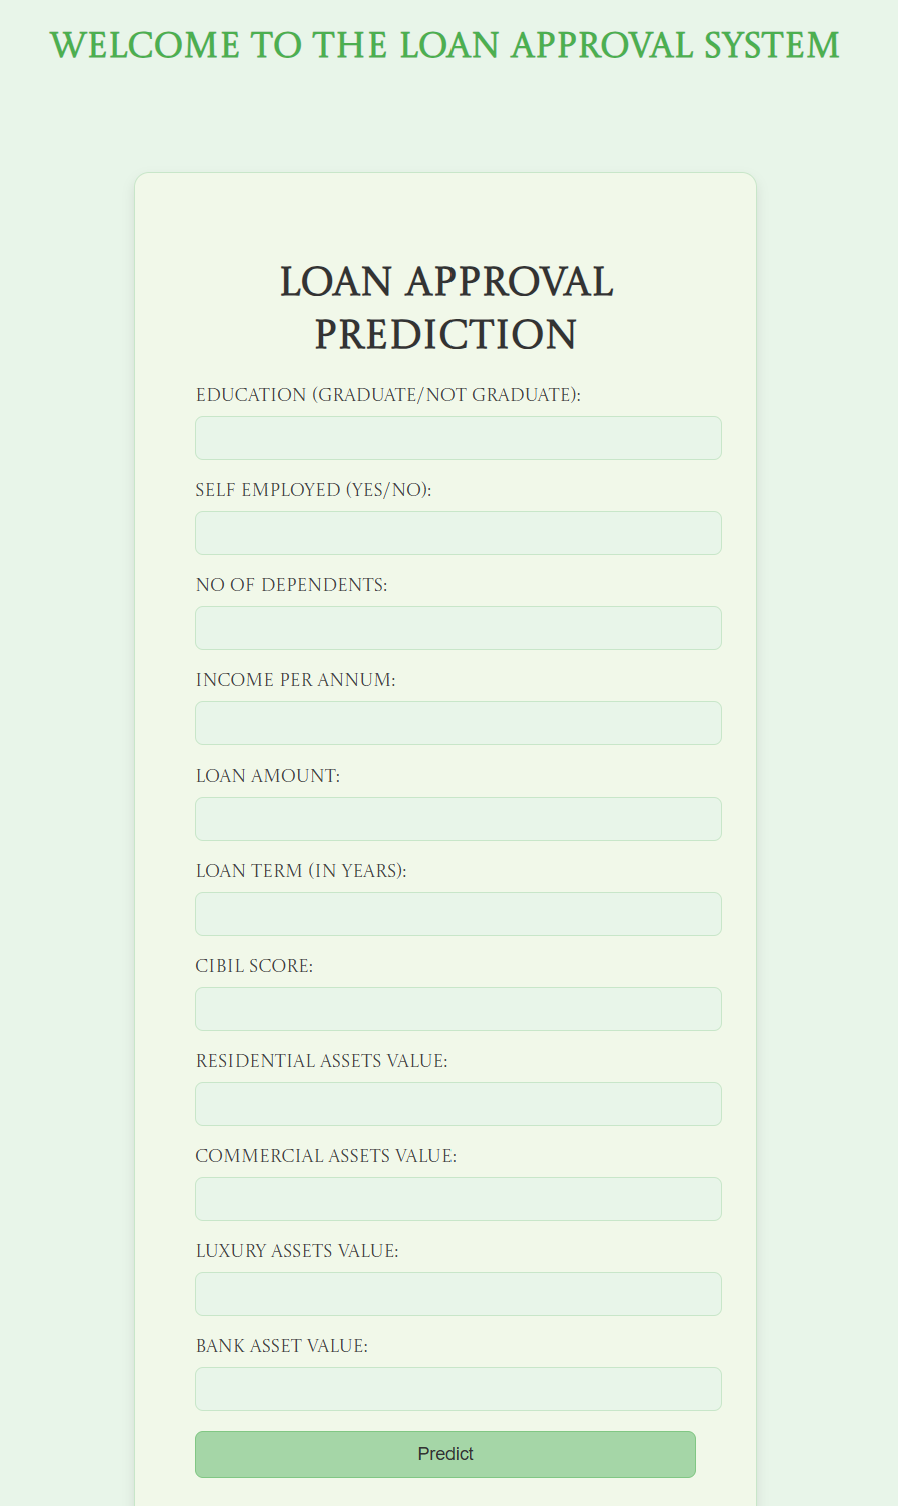 WELCOME TO THE LOAN APPROVAL SYSTEM
LOAN APPROVAL
PREDICTION
EDUCATION (GRADUATE/NOT GRADUATE):
SELF EMPLOYED (YES/NO):
NO OF DEPENDENTS:
INCOME PER ANNUM:
LOAN AMOUNT:
LOAN TERM (IN YEARS):
CIBIL SCORE:
RESIDENTIAL ASSETS VALUE:
COMMERCIAL ASSETS VALUE:
LUXURY ASSETS VALUE:
BANK ASSET VALUE:
Predict